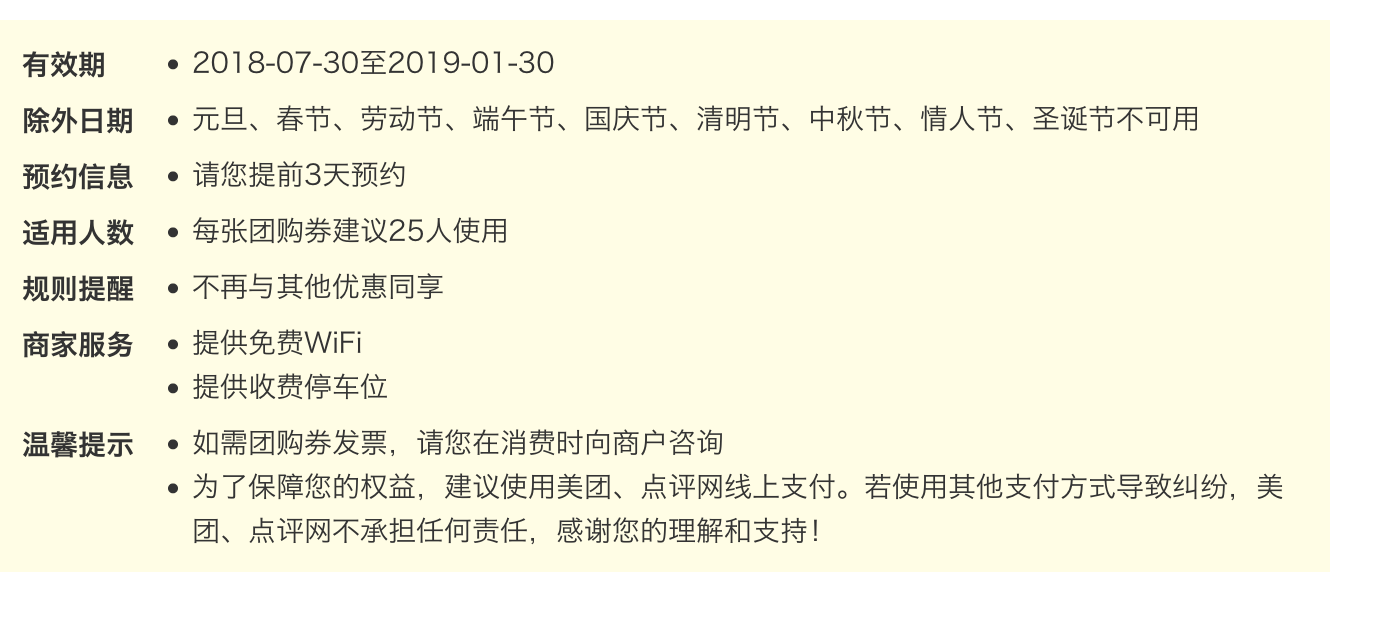 有效期 • 2018-07-30至2019-01-30
除外日期 • 元旦、春节、劳动节、端午节、国庆节、清明节、中秋节、情人节、圣诞节不可用
预约信息 • 请您提前3天预约
适用人数 • 每张团购券建议25人使用
规则提醒 • 不再与其他优惠同享
商家服务 • 提供免费WiFi
• 提供收费停车位
温馨提示 • 如需团购券发票，请您在消费时向商户咨询
• 为了保障您的权益，建议使用美团、点评网线上支付。若使用其他支付方式导致纠纷，美
团、点评网不承担任何责任，感谢您的理解和支持！